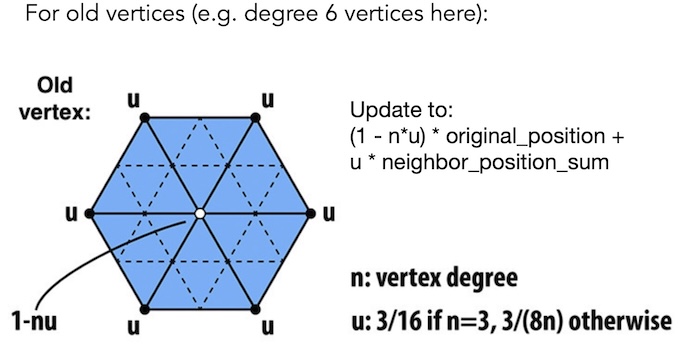 For old vertices (e.g. degree 6 vertices here):
Old
vertex:
u
u
Update to:
(1 - n*u) * original_position +
u * neighbor_position_sum
u
u
n: vertex degree
1-nu
u
u
u: 3/16 if n=3, 3/(8n) otherwise